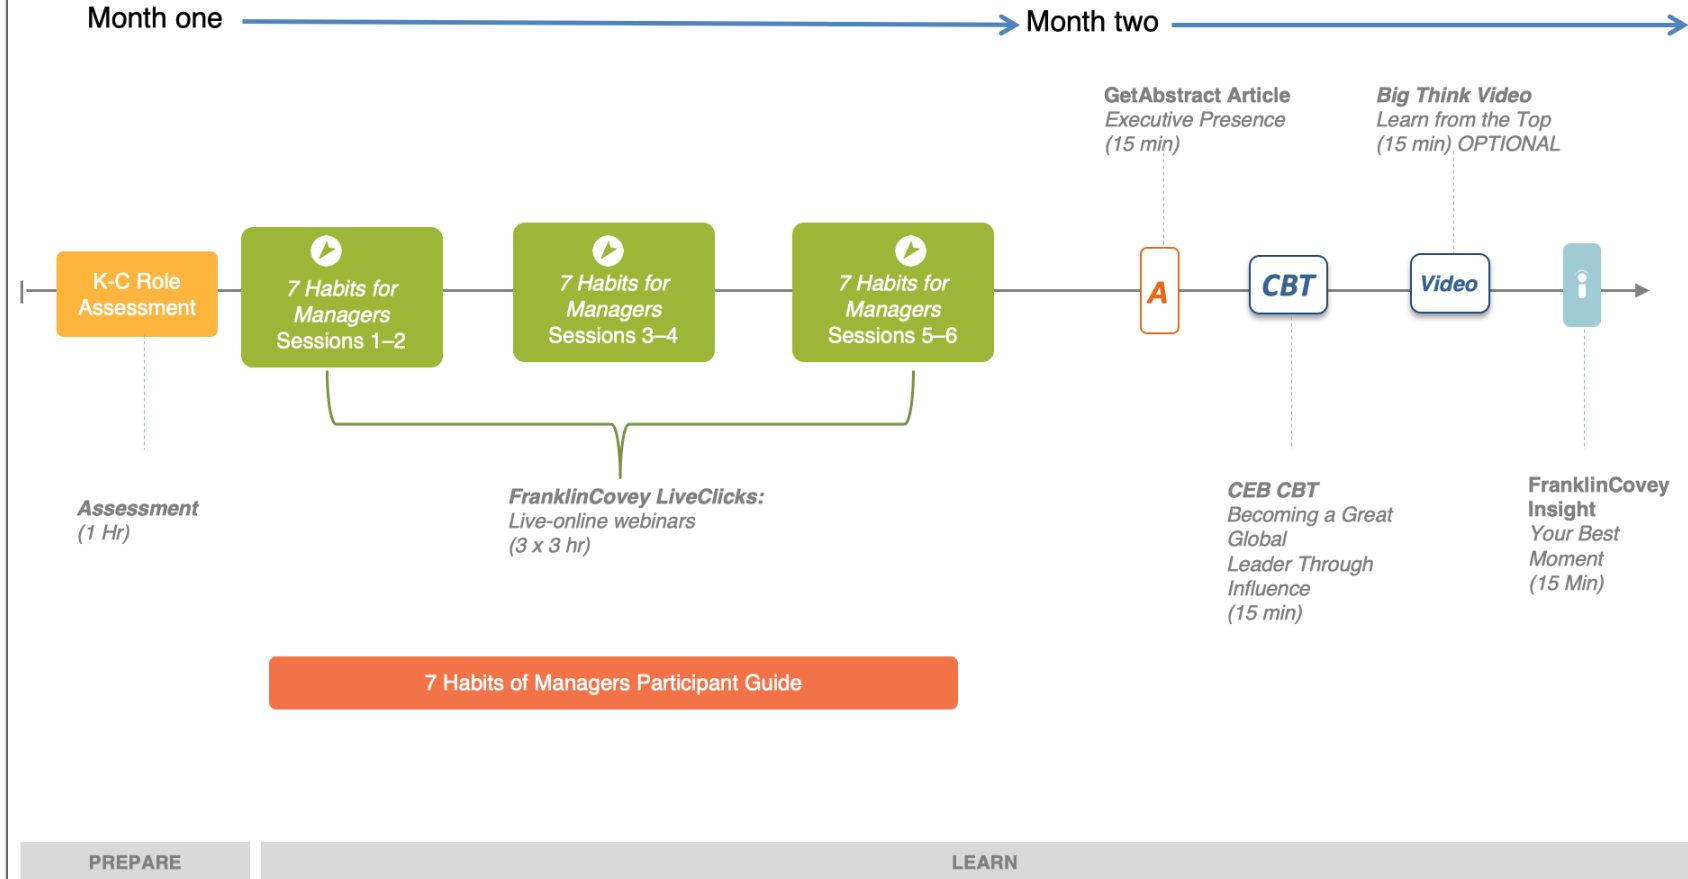 Month one
Month two
GetAbstract Article
Executive Presence
(15 min)
Big Think Video
Learn from the Top
(15 min) OPTIONAL
K-C Role
Assessment
7 Habits for
Managers
Sessions 1–2
7 Habits for
Managers
Sessions 3–4
7 Habits for
Managers
Sessions 5–6
A
CBT
Video
i
Assessment
(1 Hr)
FranklinCovey LiveClicks:
Live-online webinars
(3 x 3 hr)
CEB CBT
Becoming a Great
Global
Leader Through
Influence
(15 min)
FranklinCovey
Insight
Your Best
Moment
(15 Min)
7 Habits of Managers Participant Guide
PREPARE
LEARN